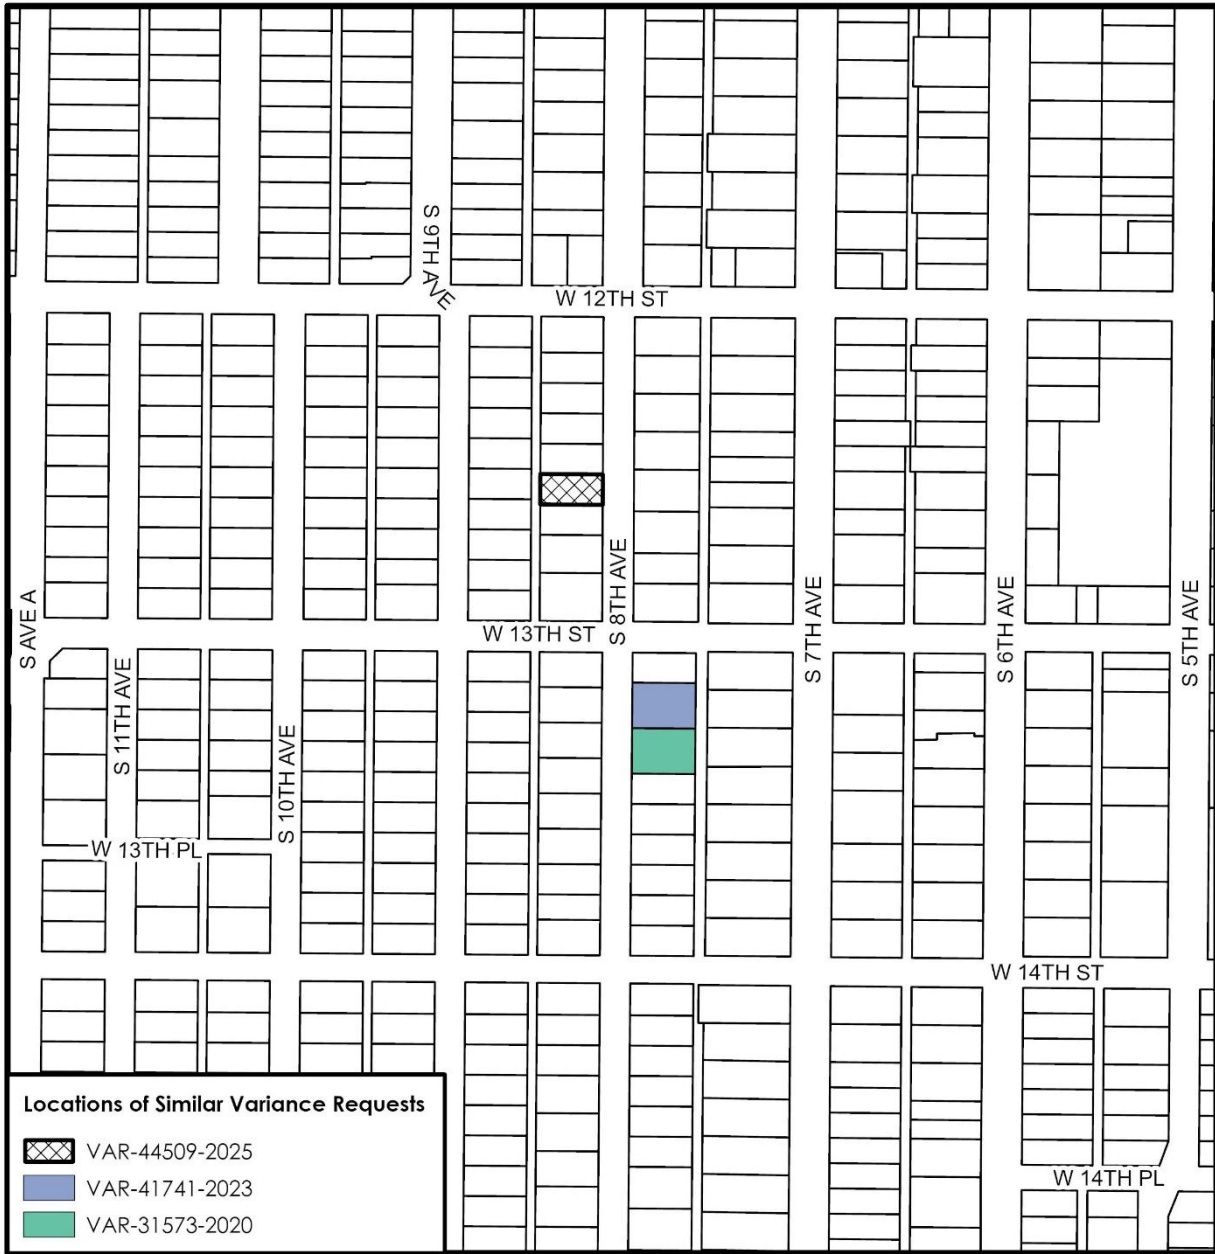 S 9TH AVE
W 12TH ST
S 8TH AVE
W 13TH ST
S AVE A
S 7TH AVE
S 6TH AVE
S 5TH AVE
S 11TH AVE
S 10TH AVE
W 13TH PL
W 14TH ST
W 14TH PL
Locations of Similar Variance Requests
VAR-44509-2025
VAR-41741-2023
VAR-31573-2020